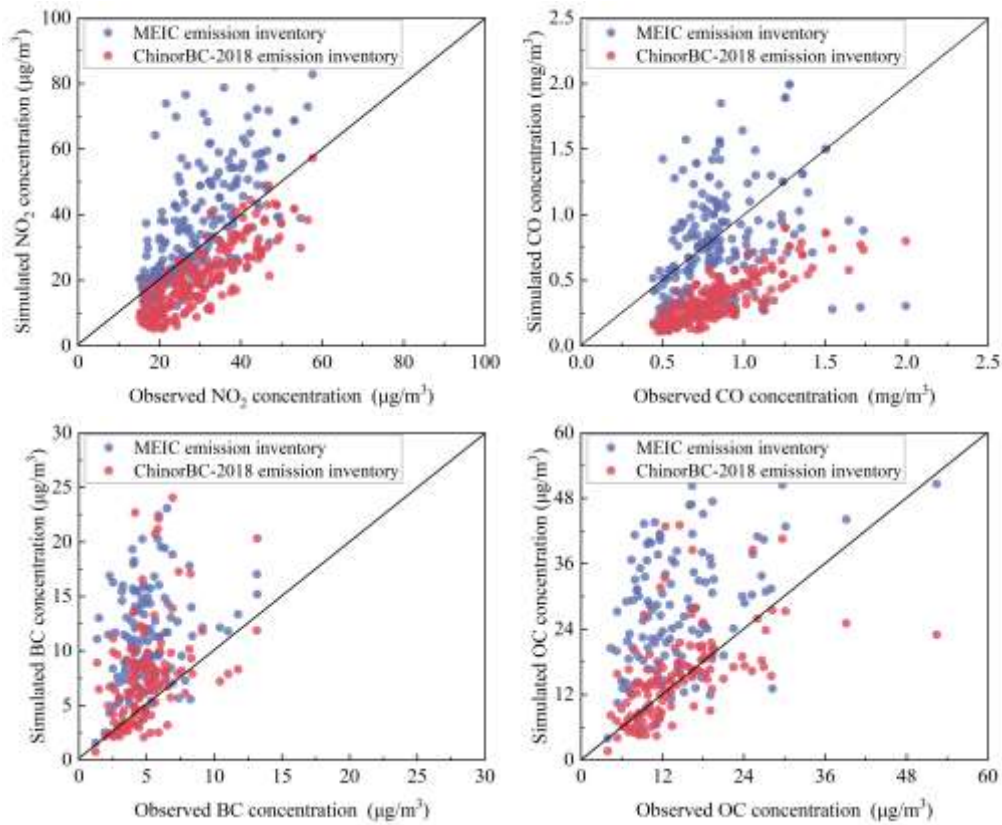 MEIC emission inventory
ChinorBC-2018 emission inventory
Simulated NO₂ concentration (μg/m³)
100
80
60
40
20
0
0 20 40 60 80 100
Observed NO₂ concentration (μg/m³)
MEIC emission inventory
ChinorBC-2018 emission inventory
Simulated CO concentration (mg/m³)
2.5
2.0
1.5
1.0
0.5
0.0
0.0 0.5 1.0 1.5 2.0 2.5
Observed CO concentration (mg/m³)
MEIC emission inventory
ChinorBC-2018 emission inventory
Simulated BC concentration (μg/m³)
30
25
20
15
10
5
0
0 5 10 15 20 25 30
Observed BC concentration (μg/m³)
MEIC emission inventory
ChinorBC-2018 emission inventory
Simulated OC concentration (μg/m³)
60
48
36
24
12
0
0 12 24 36 48 60
Observed OC concentration (μg/m³)